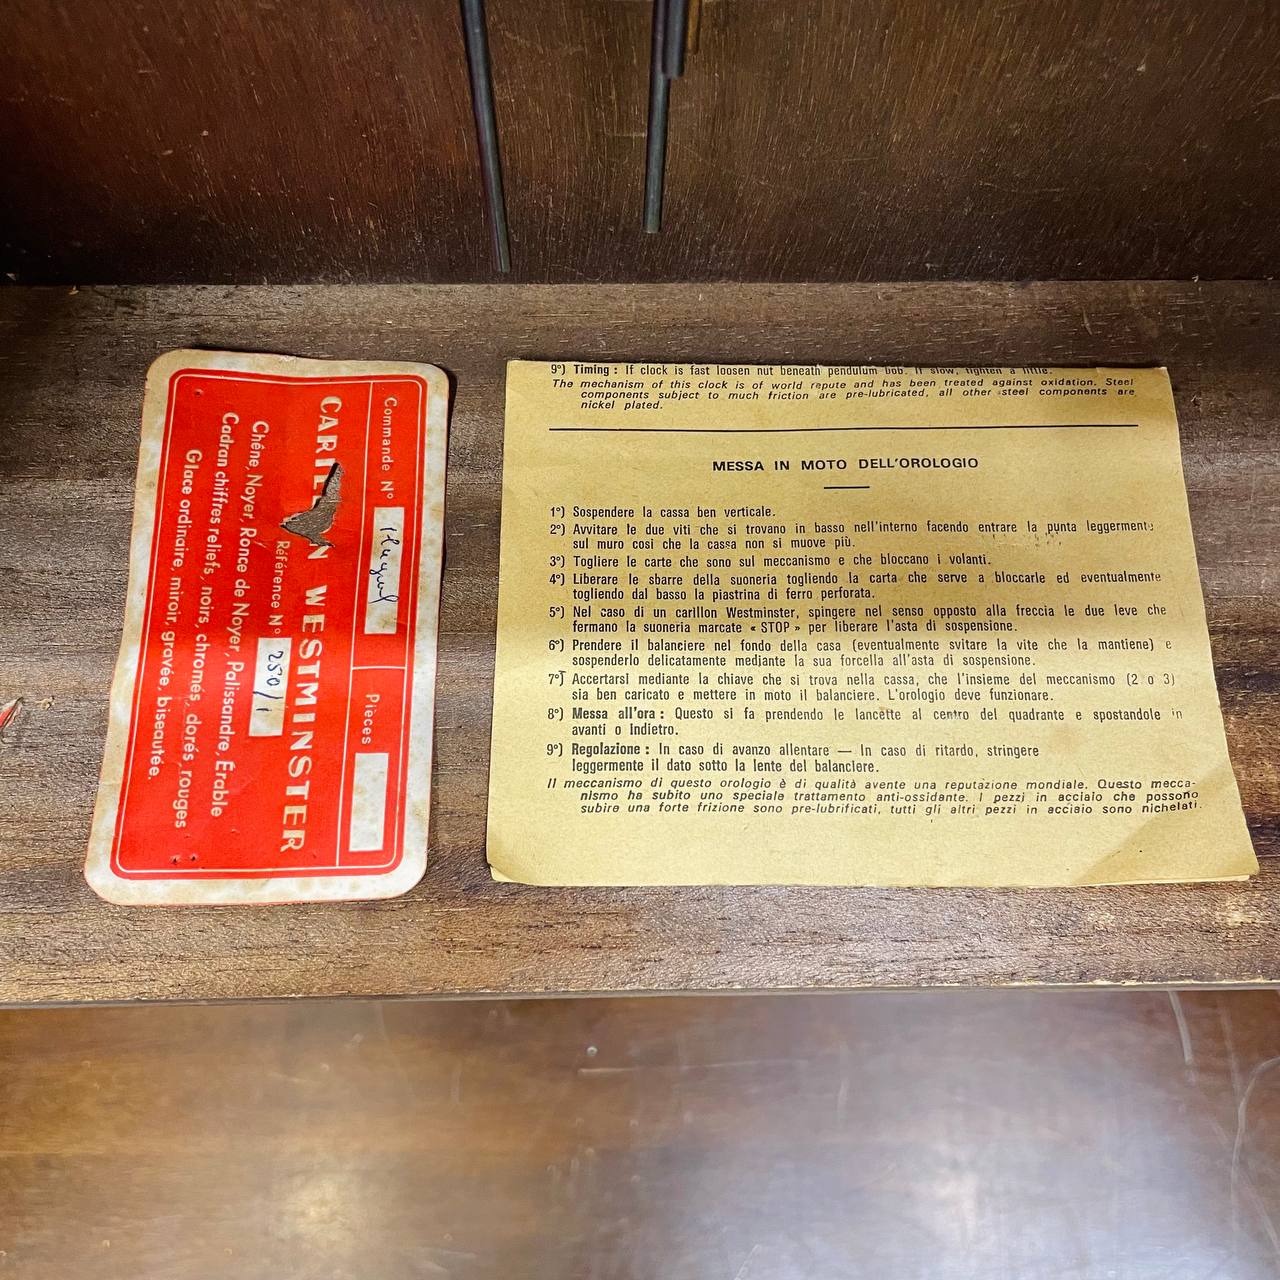 Commande N°
Pièces
CARI N WESTMINSTER
Référence N° 250/1
Chêne, Noyer, Ronce de Noyer, Palissandre, Érable
Cadran chiffres reliefs, noirs, chromés, dorés, rouges
Glace ordinaire, miroir, gravée, biseautée.
9°) Timing : If clock is fast loosen nut beneath pendulum bob. If slow, tighten a little.
The mechanism of this clock is of world repute and has been treated against oxidation. Steel
components subject to much friction are pre-lubricated, all other steel components are
nickel plated.
MESSA IN MOTO DELL'OROLOGIO
1°) Sospendere la cassa ben verticale.
2°) Avvitare le due viti che si trovano in basso nell'interno facendo entrare la punta leggermente
sul muro cosi che la cassa non si muove più.
3°) Togliere le carte che sono sul meccanismo e che bloccano i volanti.
4°) Liberare le sbarre della suoneria togliendo la carta che serve a bloccarle ed eventualmente
togliendo dal basso la piastrina di ferro perforata.
5°) Nel caso di un carillon Westminster, spingere nel senso opposto alla freccia le due leve che
fermano la suoneria marcate « STOP » per liberare l'asta di sospensione.
6°) Prendere il balanciere nel fondo della casa (eventualmente svitare la vite che la mantiene) e
sospenderlo delicatamente mediante la sua forcella all'asta di sospensione.
7°) Accertarsi mediante la chiave che si trova nella cassa, che l'insieme del meccanismo (2 o 3)
sia ben caricato e mettere in moto il balanciere. L'orologio deve funzionare.
8°) Messa all'ora : Questo si fa prendendo le lancette al centro del quadrante e spostandole in
avanti o Indietro.
9°) Regolazione : In caso di avanzo allentare — In caso di ritardo, stringere
leggermente il dato sotto la lente del balanciere.
Il meccanismo di questo orologio è di qualità avente una reputazione mondiale. Questo mecca-
nismo ha subito uno speciale trattamento anti-ossidante. I pezzi in acciaio che possono
subire una forte frizione sono pre-lubrificati, tutti gli altri pezzi in acciaio sono nichelati.